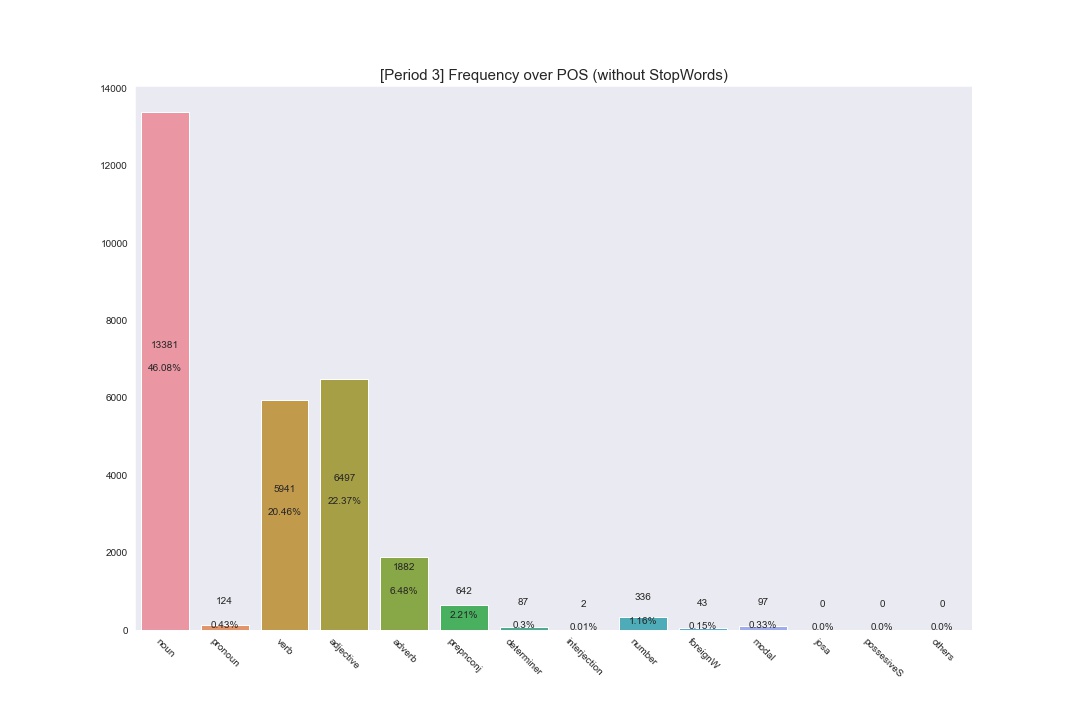 [Period 3] Frequency over POS (without StopWords)
14000
12000
10000
8000
6000
4000
2000
0
13381
46.08%
124
0.43%
5941
20.46%
6497
22.37%
1882
6.48%
642
2.21%
87
0.3%
2
0.01%
336
1.16%
43
0.15%
97
0.33%
0
0.0%
0
0.0%
0
0.0%
noun
pronoun
verb
adjective
adverb
prepnconj
determiner
interjection
number
foreignW
modal
josa
possesiveS
others